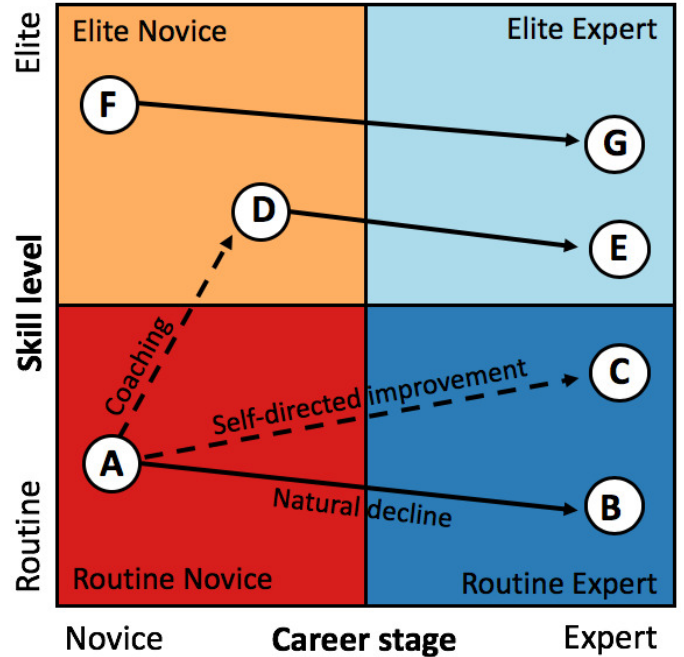 Elite
Elite Novice
Elite Expert
F
G
D
E
Skill level
Coaching
Self-directed improvement
C
A
Natural decline
B
Routine
Routine Novice
Routine Expert
Novice
Career stage
Expert